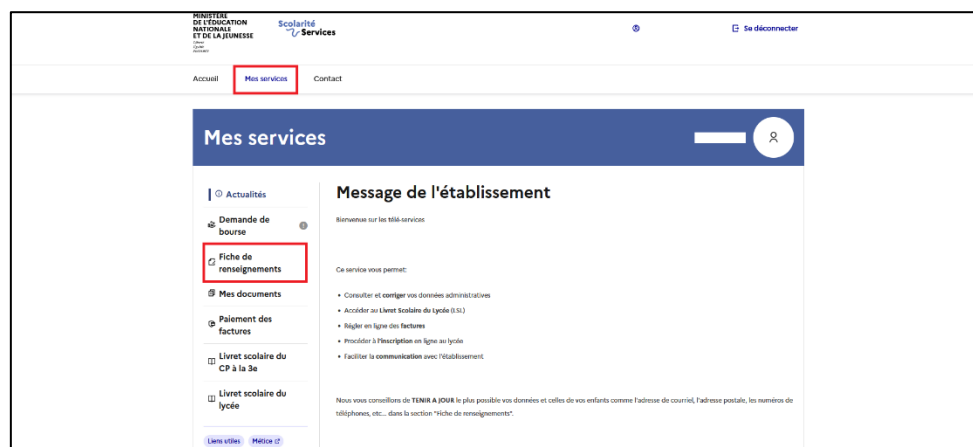 MINISTÈRE
DE L'ÉDUCATION
NATIONALE
ET DE LA JEUNESSE
Scolarité
Services
Se déconnecter
Accueil
Mes services
Contact
Mes services
Actualités
Demande de
bourse
Fiche de
renseignements
Mes documents
Paiement des
factures
Livret scolaire du
CP à la 3e
Livret scolaire du
lycée
Liens utiles
Métice
Message de l'établissement
Bienvenue sur les télé-services
Ce service vous permet:
• Consulter et corriger vos données administratives
• Accéder au Livret Scolaire du Lycée (LSL)
• Régler en ligne des factures
• Procéder à l'inscription en ligne au lycée
• Faciliter la communication avec l'établissement
Nous vous conseillons de TENIR A JOUR le plus possible vos données et celles de vos enfants comme l'adresse de courriel, l'adresse postale, les numéros de
téléphones, etc... dans la section "Fiche de renseignements".